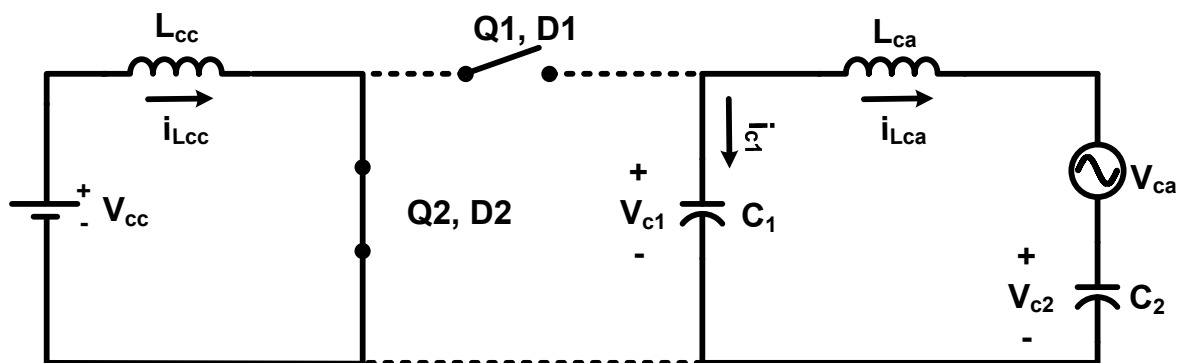 Lcc
Q1, D1
Lca
iLcc
ic1
iLca
+
-
Vcc
Q2, D2
+
Vc1
-
C1
Vca
+
Vc2
-
C2